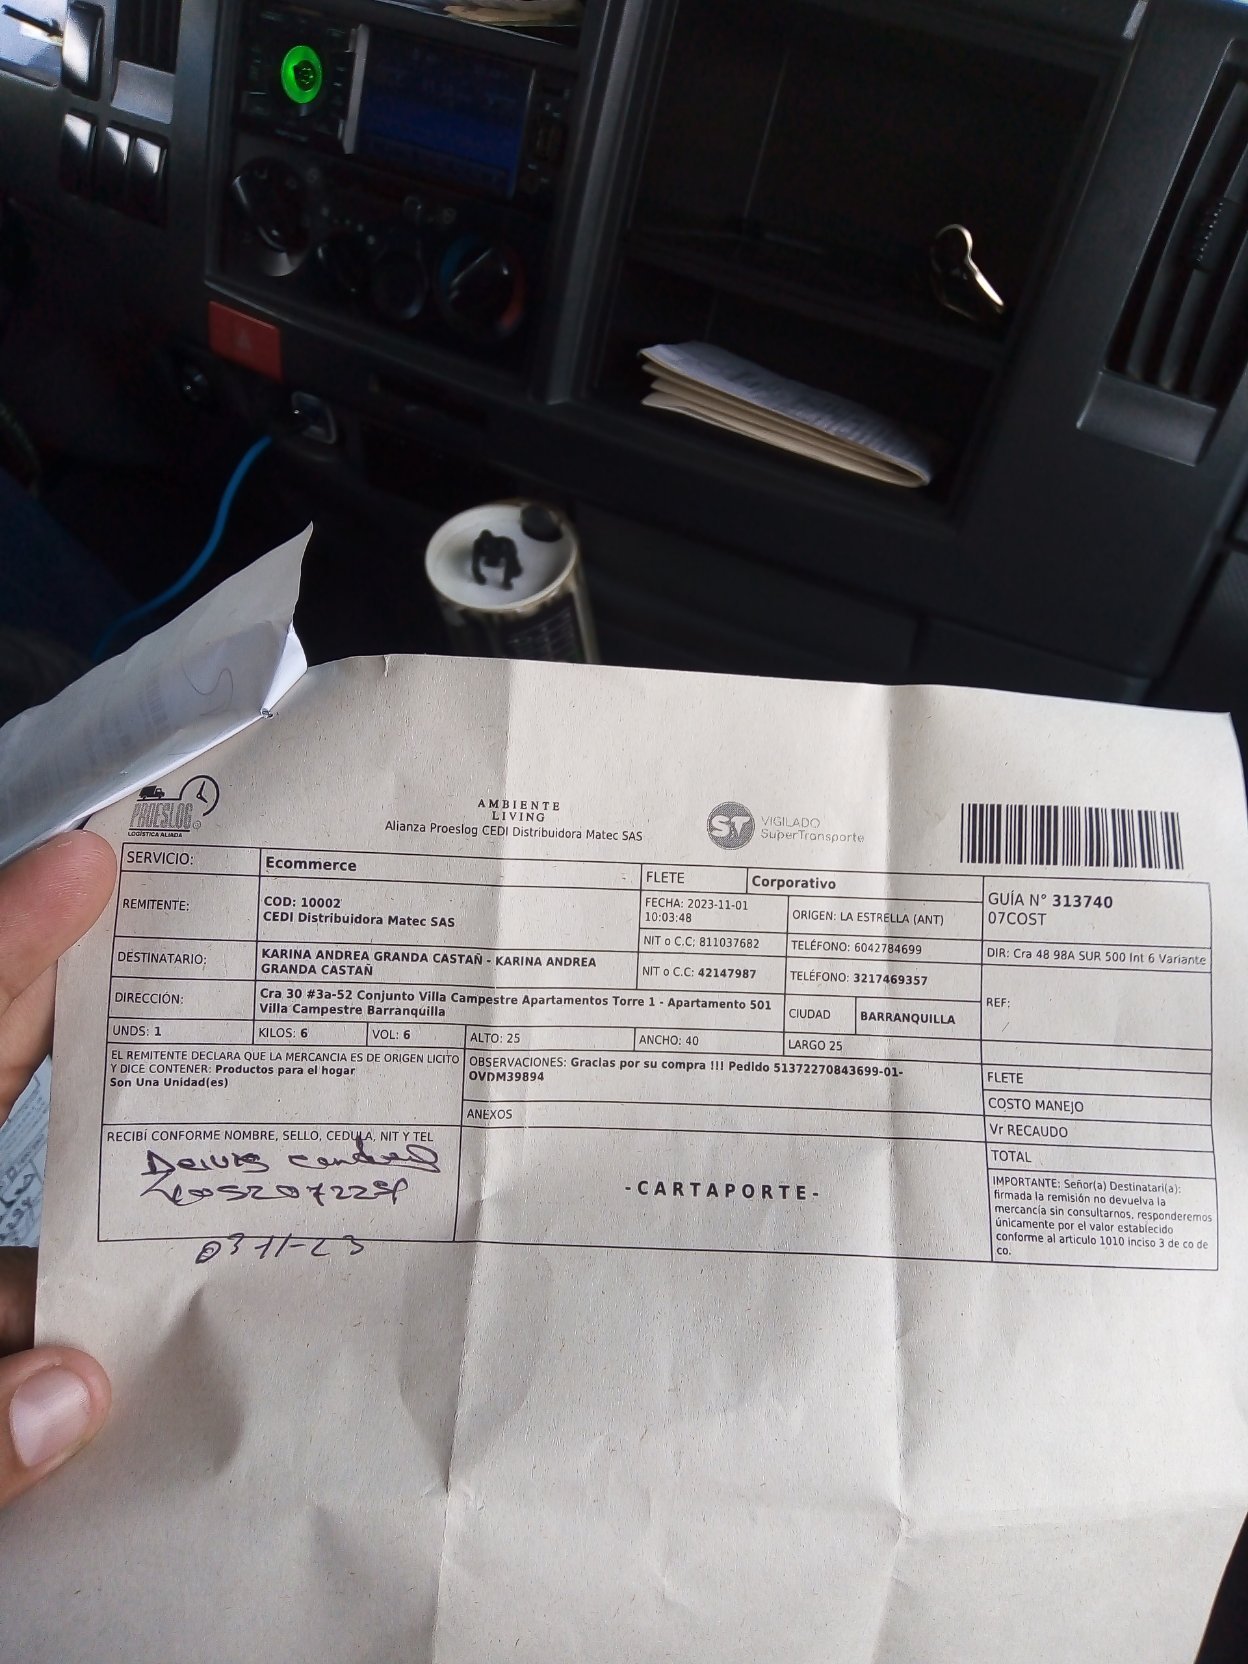 PROESLOG
LOGÍSTICA ALIADA
AMBIENTE
LIVING
Alianza Proeslog CEDI Distribuidora Matec SAS
ST
VIGILADO
SuperTransporte
SERVICIO: Ecommerce
FLETE Corporativo
GUÍA N° 313740
07COST
REMITENTE:
COD: 10002
CEDI Distribuidora Matec SAS
FECHA: 2023-11-01
10:03:48
ORIGEN: LA ESTRELLA (ANT)
NIT o C.C: 811037682
TELÉFONO: 6042784699
DIR: Cra 48 98A SUR 500 Int 6 Variante
DESTINATARIO:
KARINA ANDREA GRANDA CASTAÑ - KARINA ANDREA
GRANDA CASTAÑ
NIT o C.C: 42147987
TELÉFONO: 3217469357
REF:
DIRECCIÓN:
Cra 30 #3a-52 Conjunto Villa Campestre Apartamentos Torre 1 - Apartamento 501
Villa Campestre Barranquilla
CIUDAD BARRANQUILLA
UNDS: 1 KILOS: 6 VOL: 6 ALTO: 25 ANCHO: 40 LARGO 25
EL REMITENTE DECLARA QUE LA MERCANCIA ES DE ORIGEN LICITO
Y DICE CONTENER: Productos para el hogar
Son Una Unidad(es)
OBSERVACIONES: Gracias por su compra !!! Pedido 51372270843699-01-
OVDM39894
ANEXOS
FLETE
COSTO MANEJO
Vr RECAUDO
TOTAL
RECIBÍ CONFORME NOMBRE, SELLO, CEDULA, NIT Y TEL
03-11-23
-CARTAPORTE-
IMPORTANTE: Señor(a) Destinatari(a):
firmada la remisión no devuelva la
mercancía sin consultarnos, responderemos
únicamente por el valor establecido
conforme al articulo 1010 inciso 3 de co de
co.